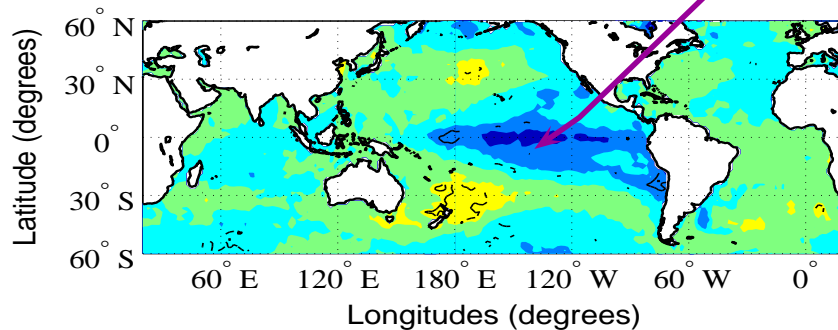 60° N
30° N
0°
30° S
60° S
Latitude (degrees)
60° E 120° E 180° E 120° W 60° W 0°
Longitudes (degrees)